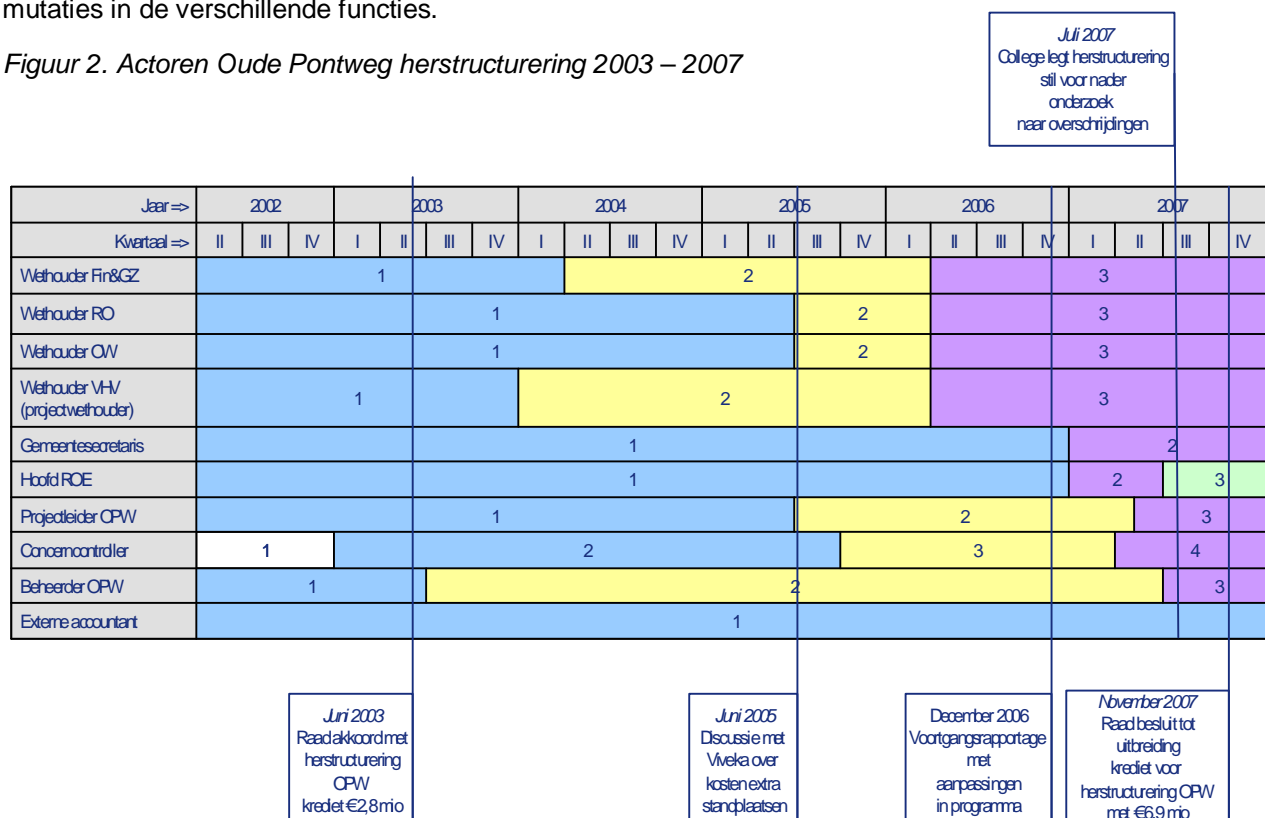 mutaties in de verschillende functies.
Figuur 2. Actoren Oude Pontweg herstructurering 2003 – 2007
Juli 2007
College legt herstructurering
stil voor nader
onderzoek
naar overschrijdingen
Jaar => 2002 2003 2004 2005 2006 2007
Kwartaal => II III IV I II III IV I II III IV I II III IV I II III IV I II III IV
Wethouder Fin&GZ 1 2 3
Wethouder RO 1 2 3
Wethouder OW 1 2 3
Wethouder VHV
(projectwethouder) 1 2 3
Gemeentesecretaris 1 2
Hoofd ROE 1 2 3
Projectleider OPW 1 2 3
Concerncontroller 1 2 3 4
Beheerder OPW 1 2 3
Externe accountant 1
Juni 2003
Raad akkoord met
herstructurering
OPW
krediet €2,8 mio
Juni 2005
Discussie met
Viveka over
kosten extra
standplaatsen
December 2006
Voortgangsrapportage
met
aanpassingen
in programma
November 2007
Raad besluit tot
uitbreiding
krediet voor
herstructurering OPW
met €6,9 mio